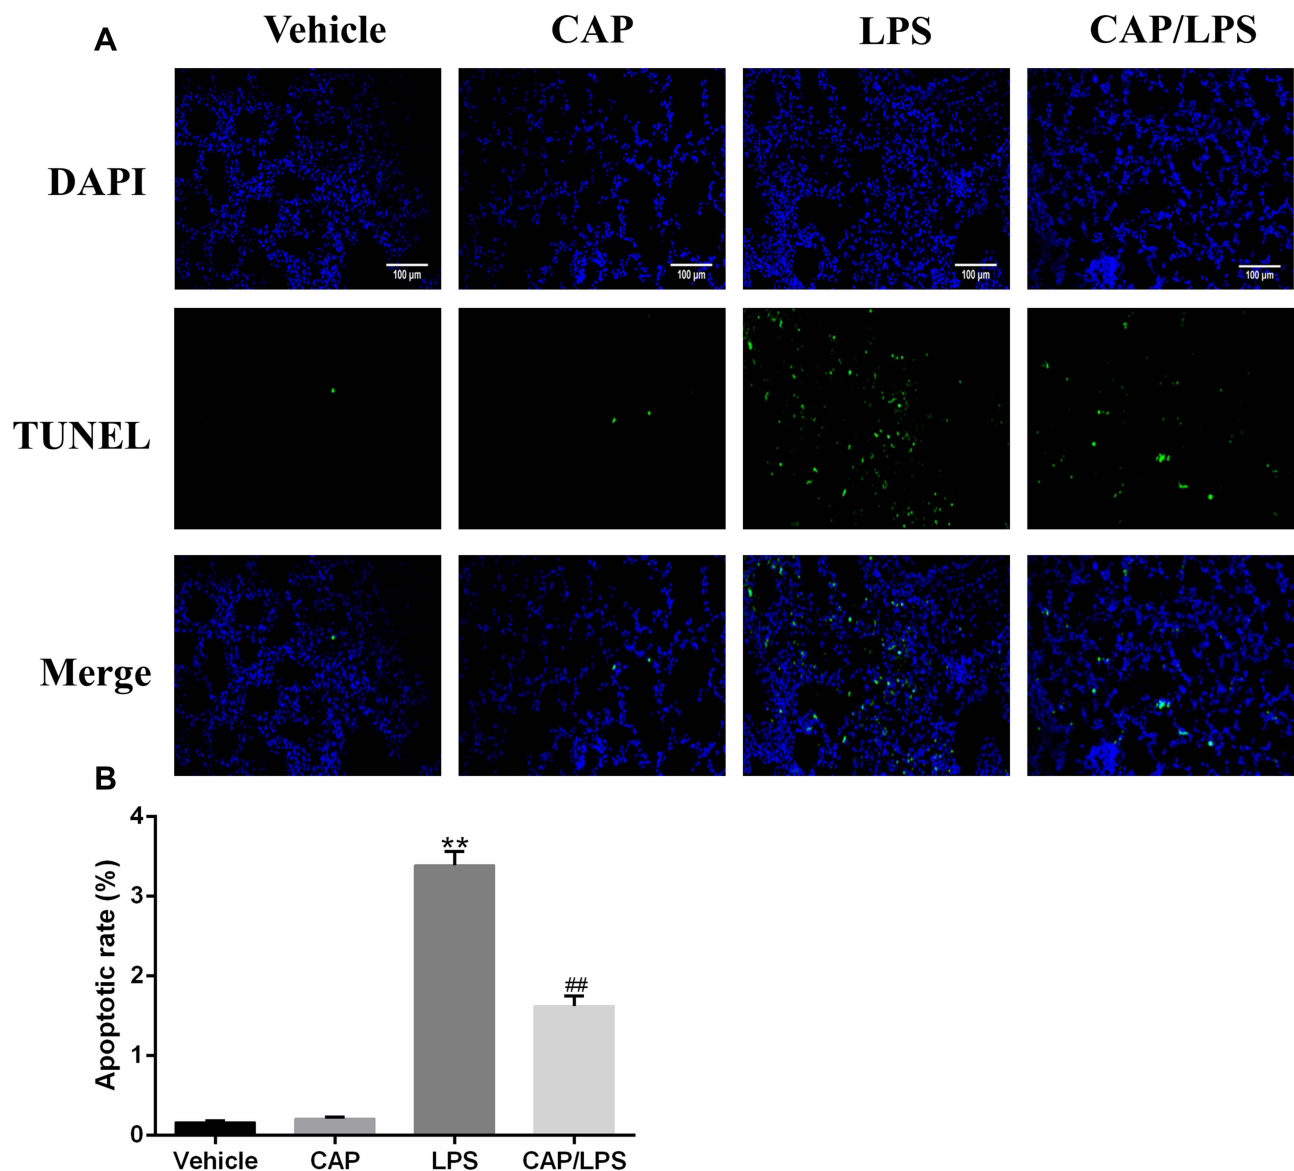 A
Vehicle CAP LPS CAP/LPS
DAPI
100 µm 100 µm 100 µm 100 µm
TUNEL
Merge
B
Apoptotic rate (%)
4
**
3
2
##
1
0
Vehicle CAP LPS CAP/LPS